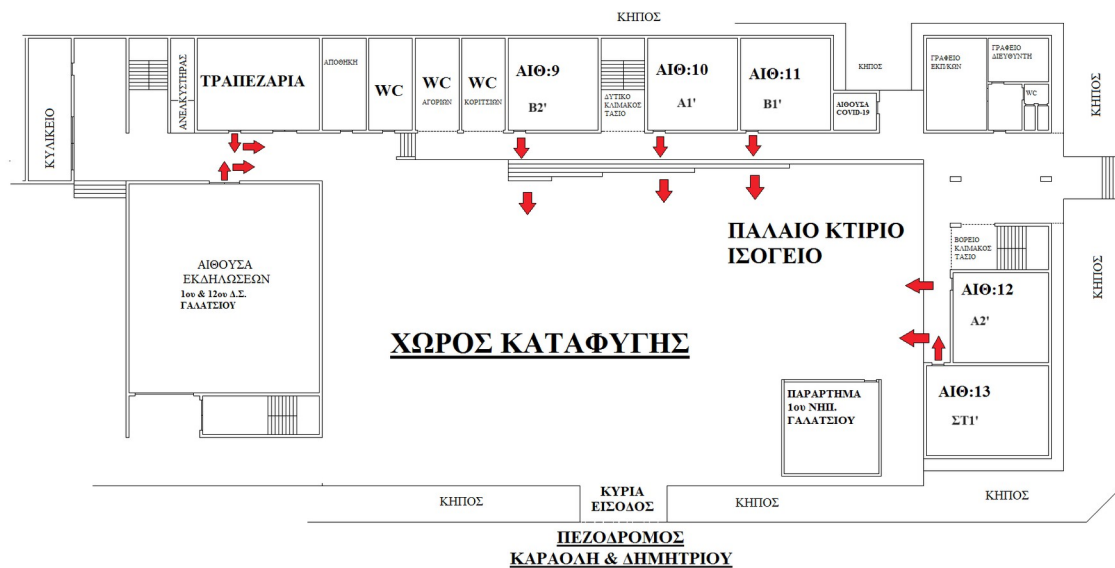 ΚΗΠΟΣ
ΚΥΛΙΚΕΙΟ
ΑΝΕΛΚΥΣΤΗΡΑΣ
ΤΡΑΠΕΖΑΡΙΑ
ΑΠΟΘΗΚΗ
WC
WC
ΑΓΟΡΙΩΝ
WC
ΚΟΡΙΤΣΙΩΝ
ΑΙΘ:9
Β2'
ΔΥΤΙΚΟ
ΚΛΙΜΑΚΟΣ
ΤΑΣΙΟ
ΑΙΘ:10
Α1'
ΑΙΘ:11
Β1'
ΚΗΠΟΣ
ΑΙΘΟΥΣΑ
COVID-19
ΓΡΑΦΕΙΟ
ΕΚΠ/ΚΩΝ
ΓΡΑΦΕΙΟ
ΔΙΕΥΘΥΝΤΗ
WC
ΚΗΠΟΣ
ΠΑΛΑΙΟ ΚΤΙΡΙΟ
ΙΣΟΓΕΙΟ
ΒΟΡΕΙΟ
ΚΛΙΜΑΚΟΣ
ΤΑΣΙΟ
ΚΗΠΟΣ
ΑΙΘΟΥΣΑ
ΕΚΔΗΛΩΣΕΩΝ
1ου & 12ου Δ.Σ.
ΓΑΛΑΤΣΙΟΥ
ΑΙΘ:12
Α2'
ΧΩΡΟΣ ΚΑΤΑΦΥΓΗΣ
ΠΑΡΑΡΤΗΜΑ
1ου ΝΗΠ.
ΓΑΛΑΤΣΙΟΥ
ΑΙΘ:13
ΣΤ1'
ΚΗΠΟΣ
ΚΥΡΙΑ
ΕΙΣΟΔΟΣ
ΚΗΠΟΣ
ΚΗΠΟΣ
ΠΕΖΟΔΡΟΜΟΣ
ΚΑΡΑΟΛΗ & ΔΗΜΗΤΡΙΟΥ